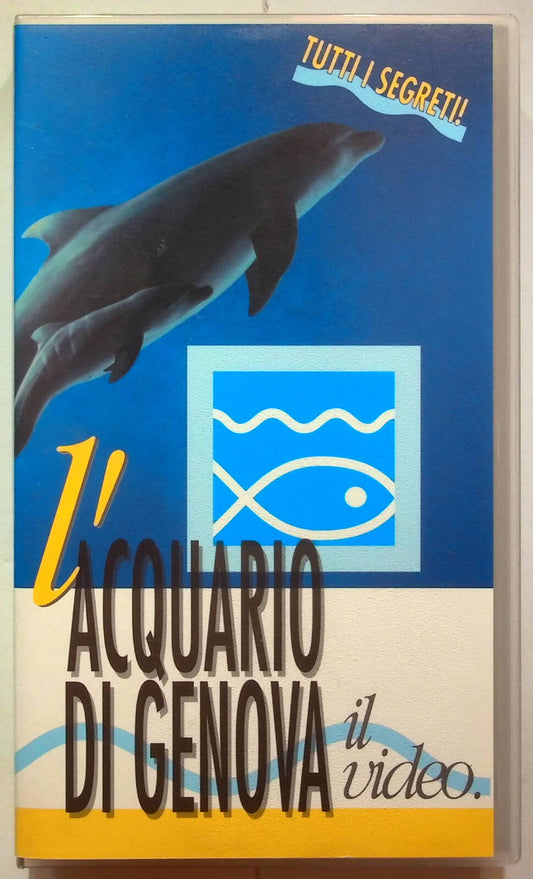 TUTTI I SEGRETI!
l'
ACQUARIO
DI GENOVA
il
video.